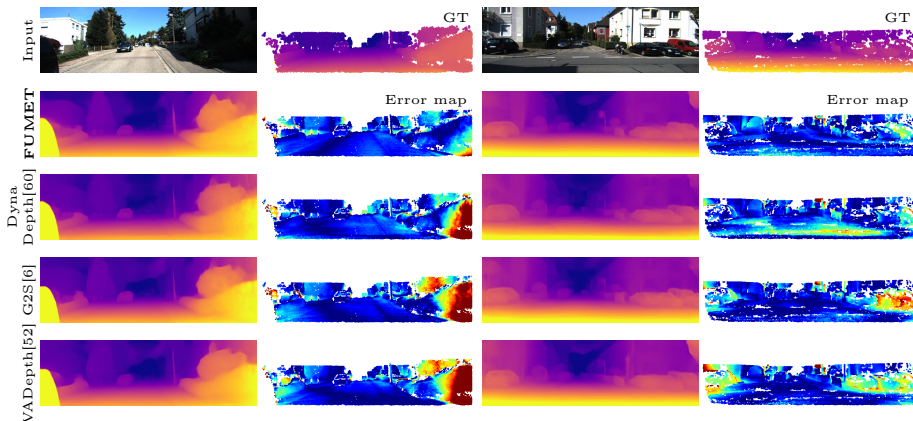 Input
GT
GT
FUMET
Error map
Error map
Dyna
Depth[60]
G2S[6]
VADepth[52]